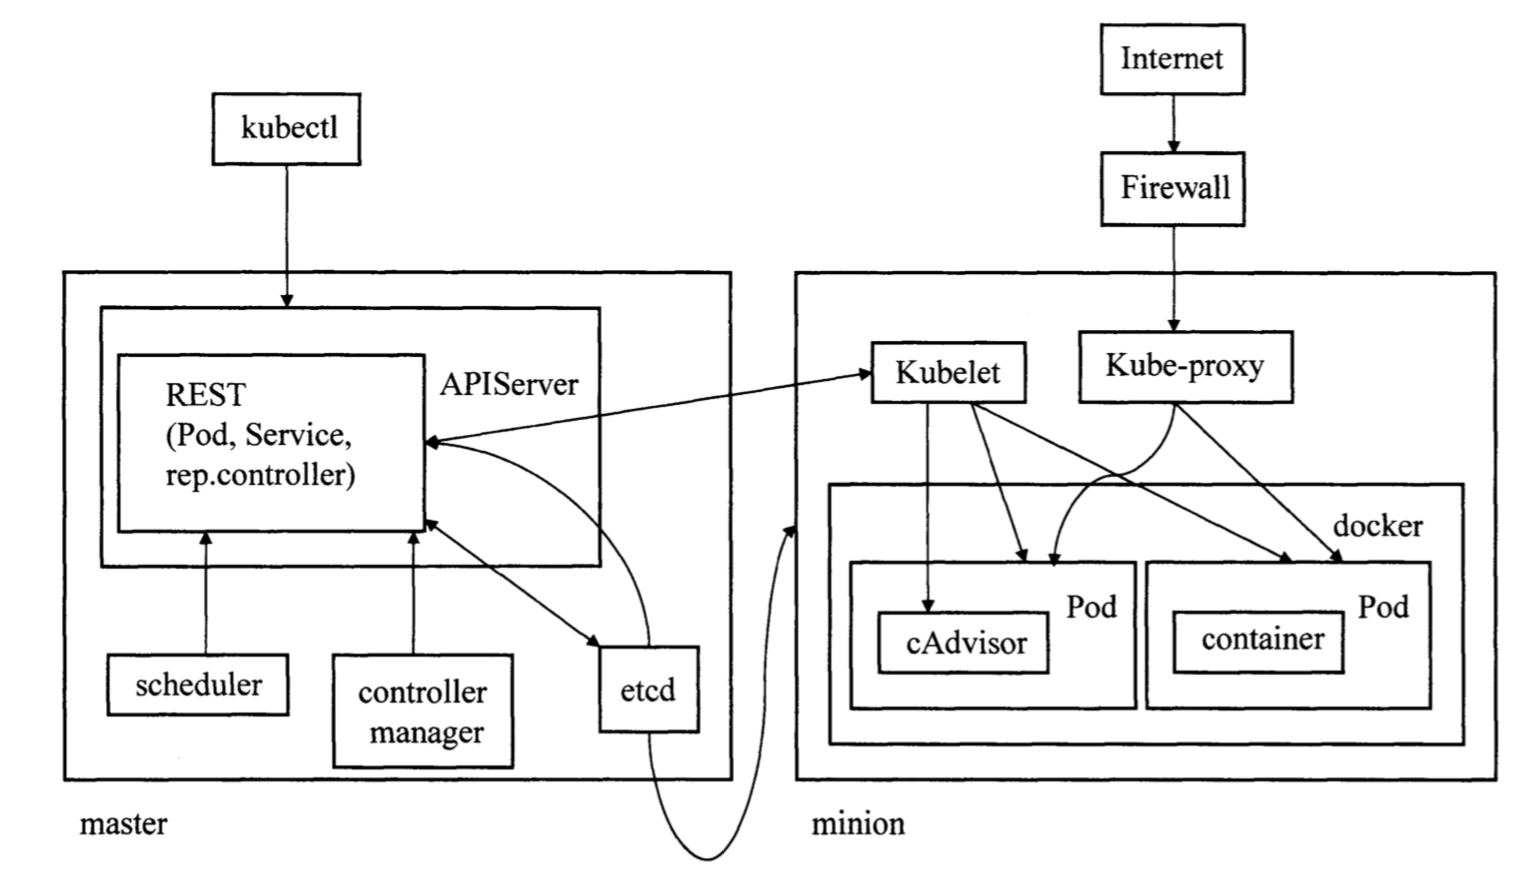 Internet
kubectl
Firewall
APIServer
REST
(Pod, Service,
rep.controller)
Kubelet
Kube-proxy
docker
Pod
cAdvisor
Pod
container
scheduler
controller
manager
etcd
master
minion